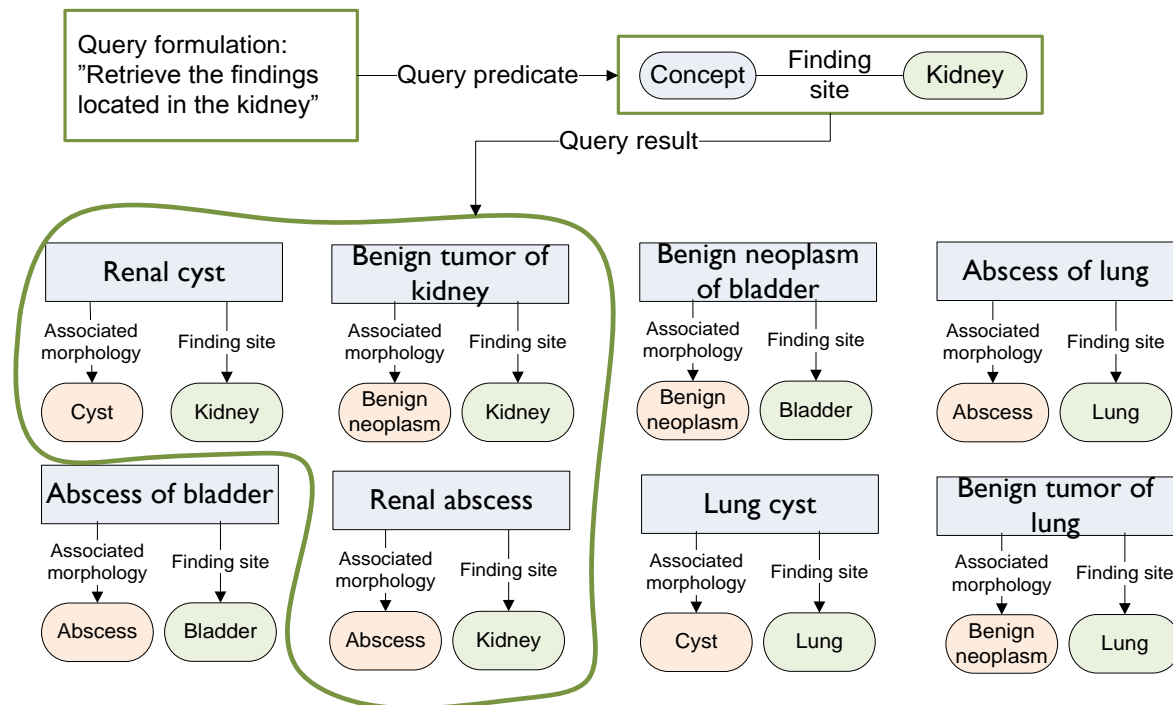 Query formulation:
”Retrieve the findings
located in the kidney”
Query predicate
Concept
Finding
site
Kidney
Query result
Renal cyst
Associated
morphology
Finding site
Cyst
Kidney
Benign tumor of
kidney
Associated
morphology
Finding site
Benign
neoplasm
Kidney
Benign neoplasm
of bladder
Associated
morphology
Finding site
Benign
neoplasm
Bladder
Abscess of lung
Associated
morphology
Finding site
Abscess
Lung
Abscess of bladder
Associated
morphology
Finding site
Abscess
Bladder
Renal abscess
Associated
morphology
Finding site
Abscess
Kidney
Lung cyst
Associated
morphology
Finding site
Cyst
Lung
Benign tumor of
lung
Associated
morphology
Finding site
Benign
neoplasm
Lung